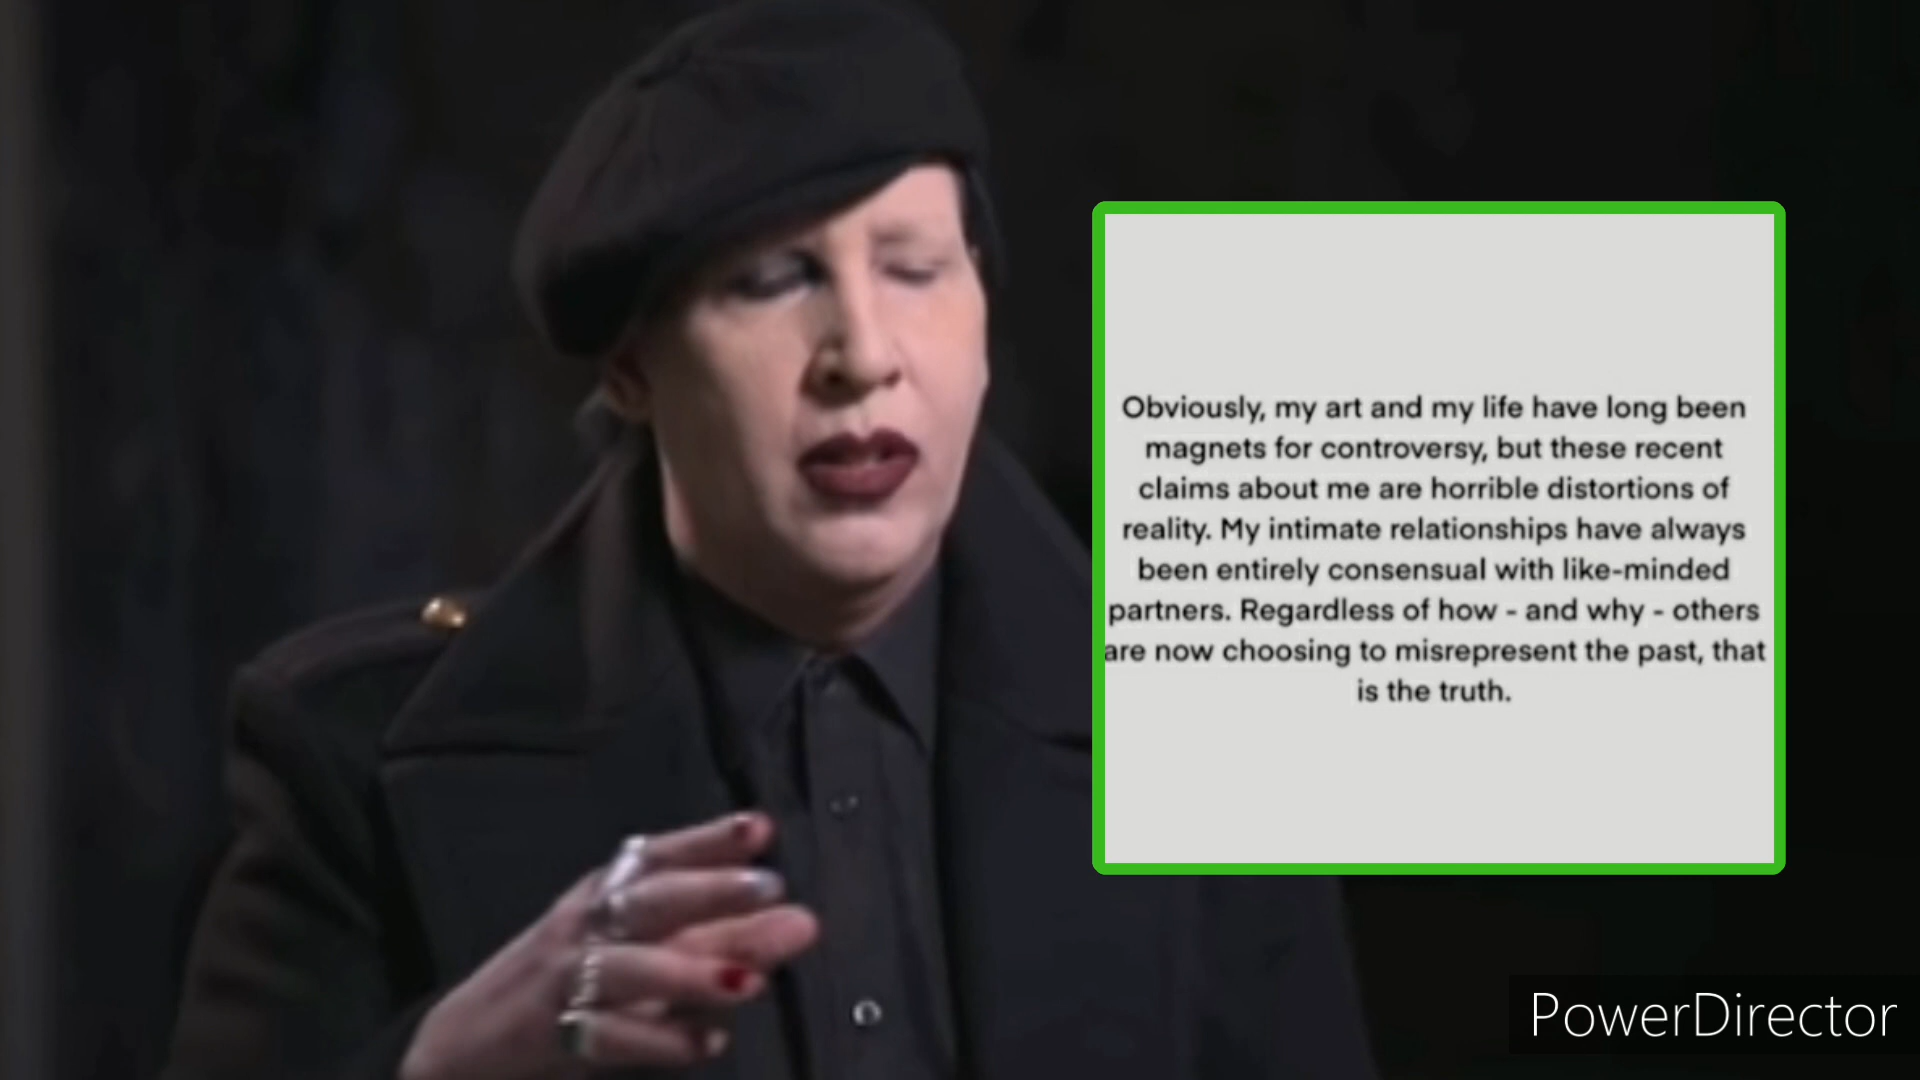 Obviously, my art and my life have long been
magnets for controversy, but these recent
claims about me are horrible distortions of
reality. My intimate relationships have always
been entirely consensual with like-minded
partners. Regardless of how - and why - others
are now choosing to misrepresent the past, that
is the truth.
PowerDirector